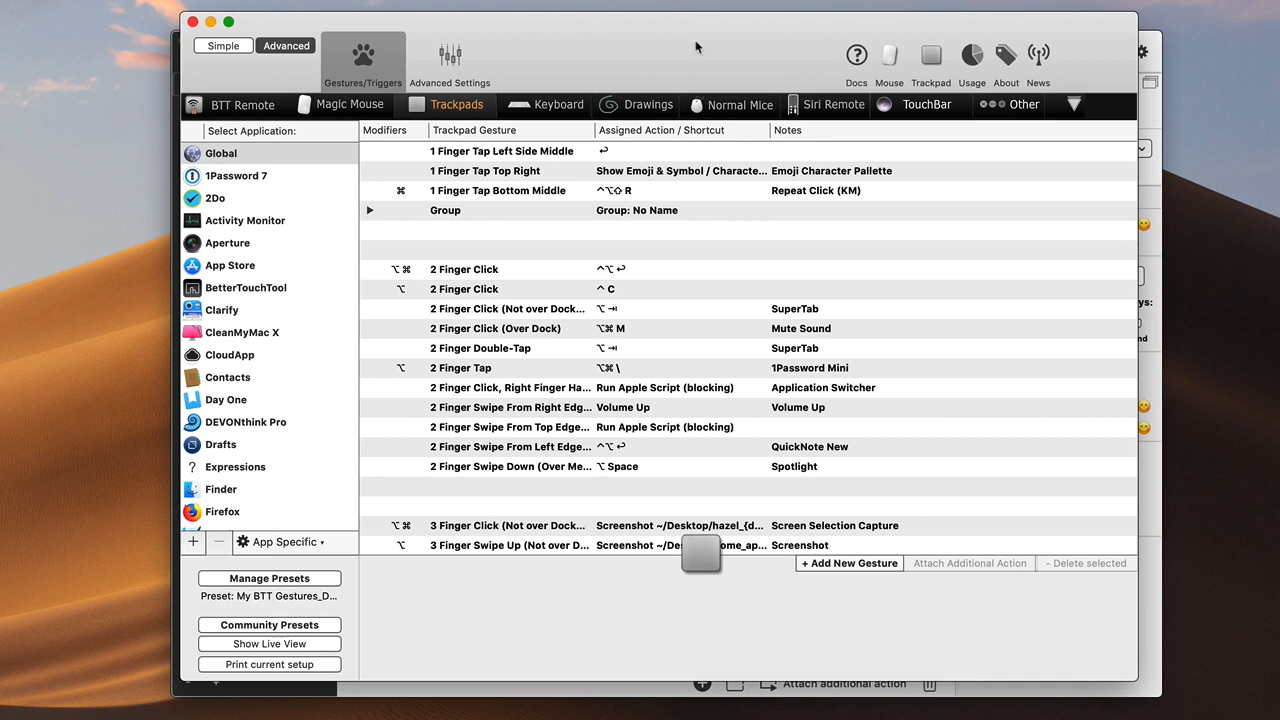 Simple
Advanced
Gestures/Triggers
Advanced Settings
Docs
Mouse
Trackpad
Usage
About
News
BTT Remote
Magic Mouse
Trackpads
Keyboard
Drawings
Normal Mice
Siri Remote
TouchBar
Other
Select Application:
Modifiers
Trackpad Gesture
Assigned Action / Shortcut
Notes
Global
1Password 7
2Do
Activity Monitor
Aperture
App Store
BetterTouchTool
Clarify
CleanMyMac X
CloudApp
Contacts
Day One
DEVONthink Pro
Drafts
Expressions
Finder
Firefox
1 Finger Tap Left Side Middle ↩
1 Finger Tap Top Right Show Emoji & Symbol / Characte... Emoji Character Pallette
⌘ 1 Finger Tap Bottom Middle ^⌥⇧ R Repeat Click (KM)
Group Group: No Name
⌥⌘ 2 Finger Click ^⌥ ↩
⌥ 2 Finger Click ^ C
2 Finger Click (Not over Dock... ⌥ ⇥ SuperTab
2 Finger Click (Over Dock) ⌥⌘ M Mute Sound
2 Finger Double-Tap ⌥ ⇥ SuperTab
⌥ 2 Finger Tap ⌥⌘ \ 1Password Mini
2 Finger Click, Right Finger Ha... Run Apple Script (blocking) Application Switcher
2 Finger Swipe From Right Edg... Volume Up Volume Up
2 Finger Swipe From Top Edge... Run Apple Script (blocking)
2 Finger Swipe From Left Edge... ^⌥ ↩ QuickNote New
2 Finger Swipe Down (Over Me... ⌥ Space Spotlight
⌥⌘ 3 Finger Click (Not over Dock... Screenshot ~/Desktop/hazel_{d... Screen Selection Capture
⌥ 3 Finger Swipe Up (Not over D... Screenshot ome_ap... Screenshot
+ − App Specific
+ Add New Gesture
Attach Additional Action
- Delete selected
Manage Presets
Preset: My BTT Gestures_D...
Community Presets
Show Live View
Print current setup
Attach additional action